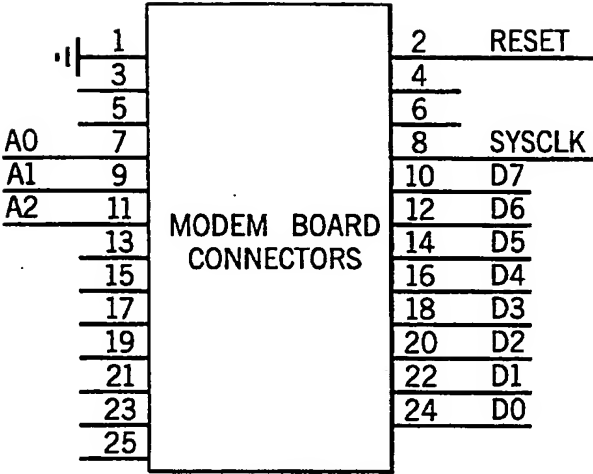 1 2 RESET
3 4
5 6
A0 7 8 SYSCLK
A1 9 10 D7
A2 11 12 D6
MODEM BOARD
CONNECTORS
13 14 D5
15 16 D4
17 18 D3
19 20 D2
21 22 D1
23 24 D0
25